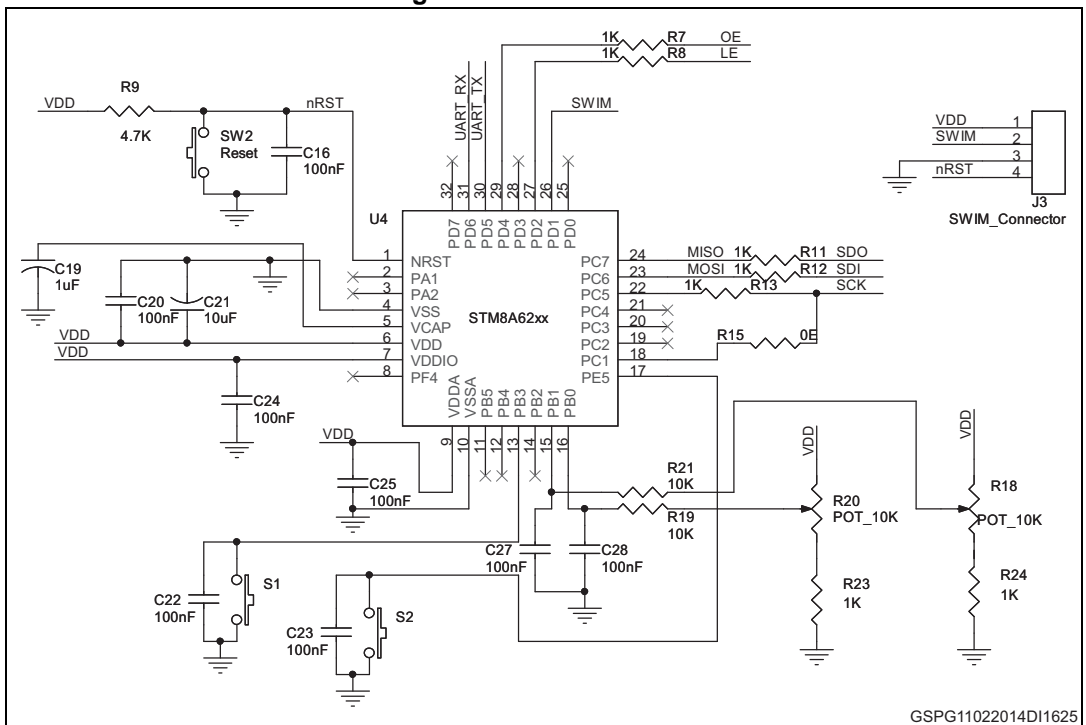 1K R7 OE
1K R8 LE
R9
VDD
nRST
4.7K
SW2
Reset
C16
100nF
UART_RX
UART_TX
SWIM
VDD 1
SWIM 2
3
nRST 4
J3
SWIM_Connector
32 31 30 29 28 27 26 25
PD7 PD6 PD5 PD4 PD3 PD2 PD1 PD0
U4
STM8A62xx
1 NRST
2 PA1
3 PA2
4 VSS
5 VCAP
6 VDD
7 VDDIO
8 PF4
PC7 24 MISO 1K R11 SDO
PC6 23 MOSI 1K R12 SDI
PC5 22 1K R13 SCK
PC4 21
PC3 20
PC2 19
PC1 18 R15 0E
PE5 17
VDDA VSSA PB5 PB4 PB3 PB2 PB1 PB0
9 10 11 12 13 14 15 16
C19
1uF
C20
100nF
C21
10uF
VDD
VDD
C24
100nF
VDD
C25
100nF
R21
10K
R19
10K
VDD
R20
POT_10K
VDD
R18
POT_10K
C27
100nF
C28
100nF
R23
1K
R24
1K
C22
100nF
S1
C23
100nF
S2
GSPG11022014DI1625